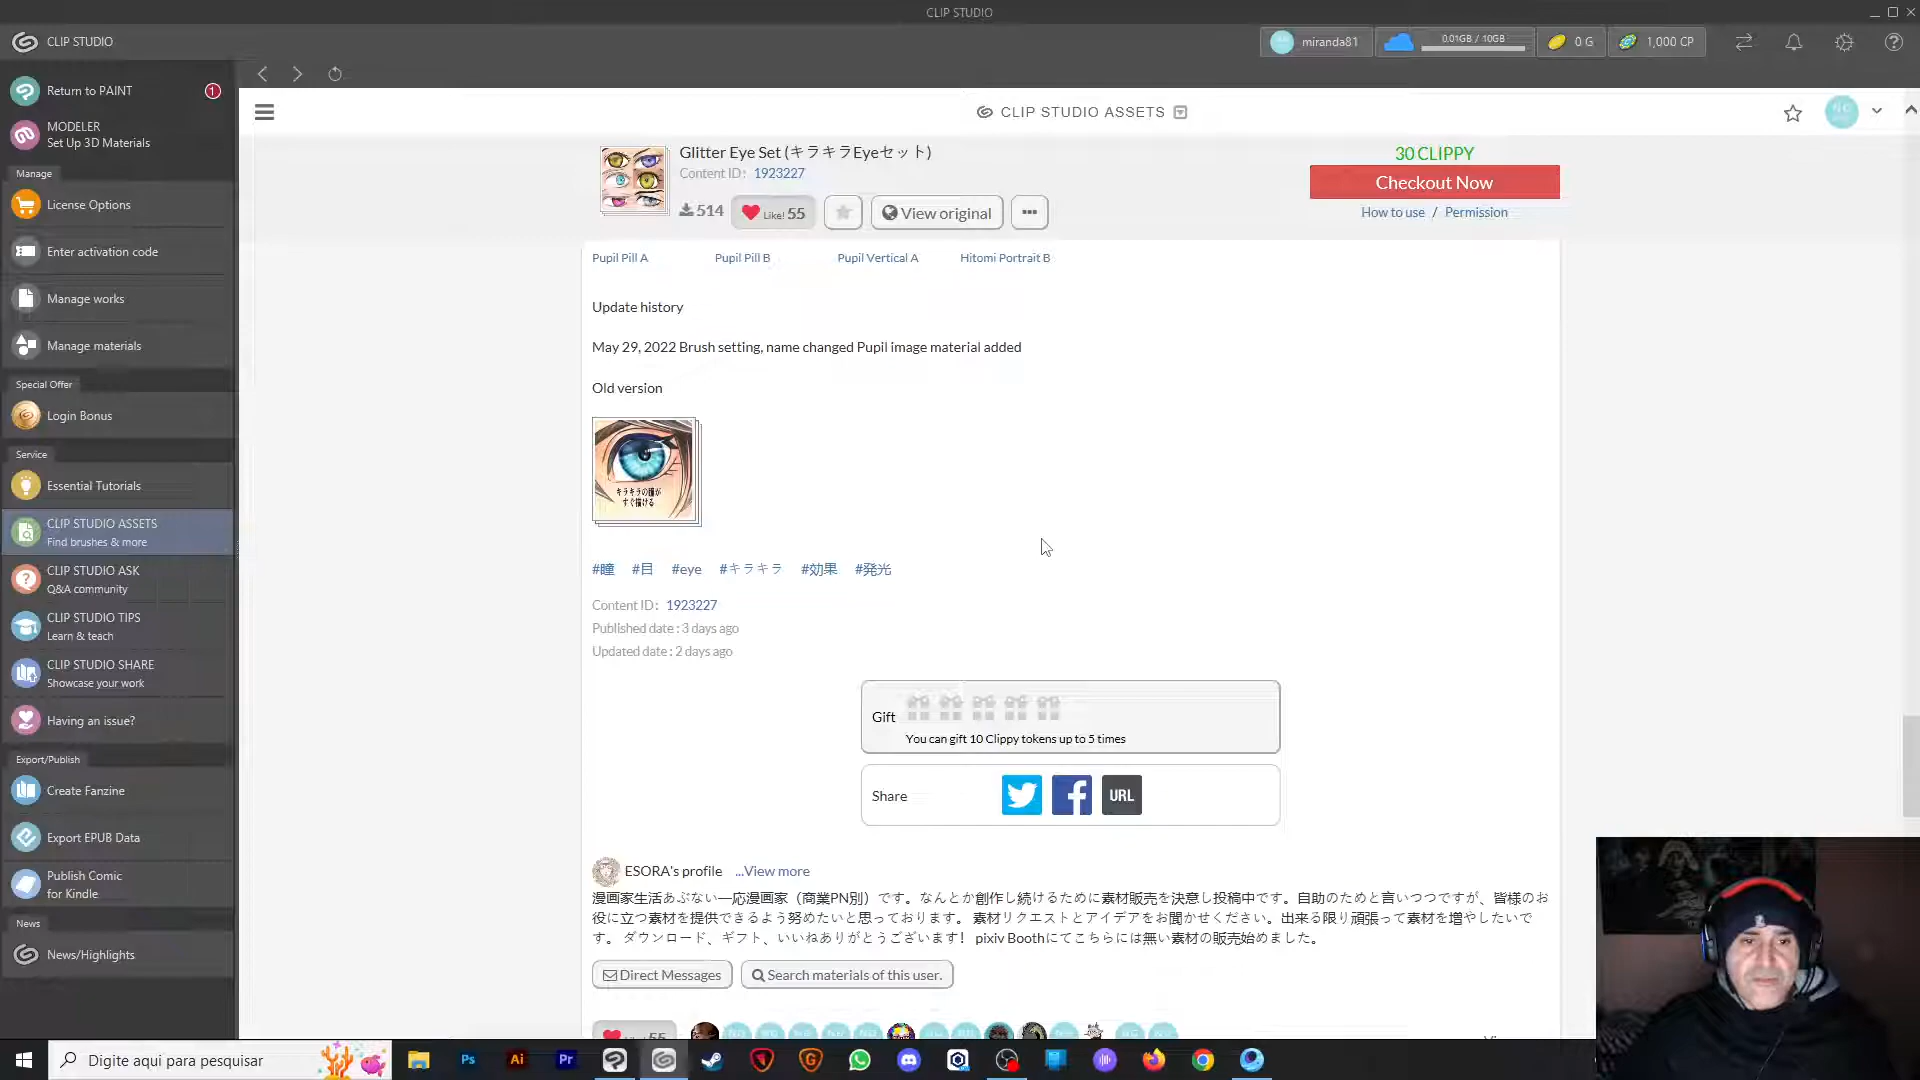 CLIP STUDIO
CLIP STUDIO
miranda81
0.01GB / 10GB
0 G
1,000 CP
Return to PAINT
1
MODELER
Set Up 3D Materials
Manage
License Options
Enter activation code
Manage works
Manage materials
Special Offer
Login Bonus
Service
Essential Tutorials
CLIP STUDIO ASSETS
Find brushes & more
CLIP STUDIO ASK
Q&A community
CLIP STUDIO TIPS
Learn & teach
CLIP STUDIO SHARE
Showcase your work
Having an issue?
Export/Publish
Create Fanzine
Export EPUB Data
Publish Comic
for Kindle
News
News/Highlights
CLIP STUDIO ASSETS
Glitter Eye Set (キラキラEyeセット)
Content ID： 1923227
514
Like! 55
View original
30 CLIPPY
Checkout Now
How to use / Permission
Pupil Pill A
Pupil Pill B
Pupil Vertical A
Hitomi Portrait B
Update history
May 29, 2022 Brush setting, name changed Pupil image material added
Old version
キラキラの瞳が
すぐ描ける
#瞳 #目 #eye #キラキラ #効果 #発光
Content ID： 1923227
Published date : 3 days ago
Updated date : 2 days ago
Gift
You can gift 10 Clippy tokens up to 5 times
Share
URL
ESORA's profile ...View more
漫画家生活あぶない一応漫画家（商業PN別）です。なんとか創作し続けるために素材販売を決意し投稿中です。自助のためと言いつつですが、皆様のお
役に立つ素材を提供できるよう努めたいと思っております。 素材リクエストとアイデアをお聞かせください。出来る限り頑張って素材を増やしたいで
す。 ダウンロード、ギフト、いいねありがとうございます！ pixiv Boothにてこちらには無い素材の販売始めました。
Direct Messages
Search materials of this user.
55
Digite aqui para pesquisar
Ps
Ai
Pr